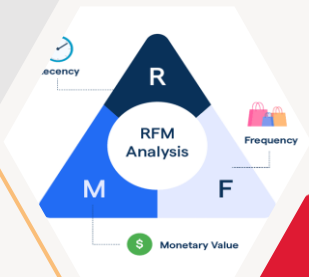 R
ecency
RFM
Analysis
Frequency
M
F
$
Monetary Value